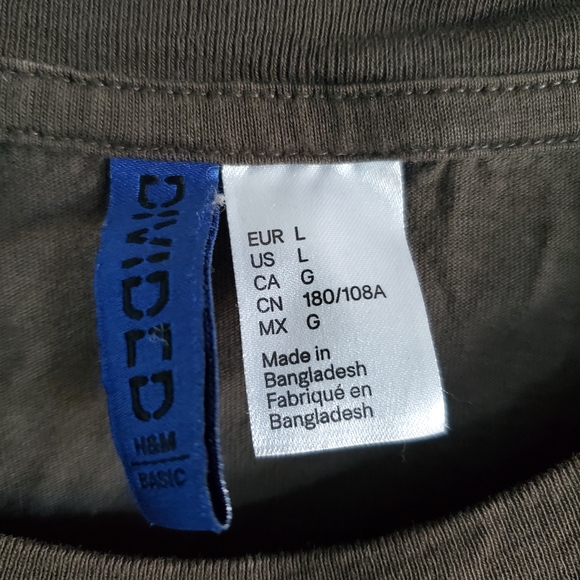 DIVIDED
H&M
BASIC
EUR L
US L
CA G
CN 180/108A
MX G
Made in
Bangladesh
Fabriqué en
Bangladesh